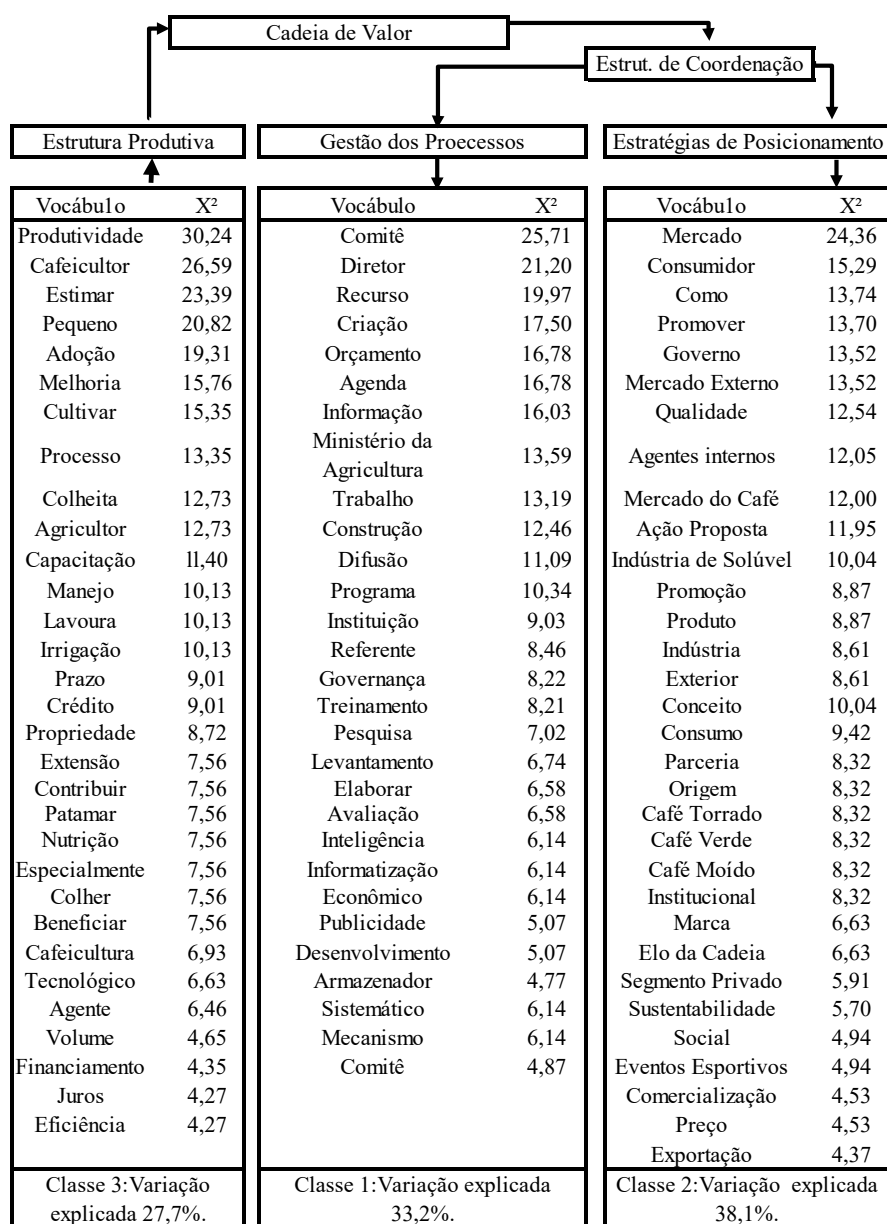 Cadeia de Valor
Estrut. de Coordenação
Estrutura Produtiva
Gestão dos Proecessos
Estratégias de Posicionamento
Vocábulo X²
Produtividade 30,24
Cafeicultor 26,59
Estimar 23,39
Pequeno 20,82
Adoção 19,31
Melhoria 15,76
Cultivar 15,35
Processo 13,35
Colheita 12,73
Agricultor 12,73
Capacitação 11,40
Manejo 10,13
Lavoura 10,13
Irrigação 10,13
Prazo 9,01
Crédito 9,01
Propriedade 8,72
Extensão 7,56
Contribuir 7,56
Patamar 7,56
Nutrição 7,56
Especialmente 7,56
Colher 7,56
Beneficiar 7,56
Cafeicultura 6,93
Tecnológico 6,63
Agente 6,46
Volume 4,65
Financiamento 4,35
Juros 4,27
Eficiência 4,27
Classe 3:Variação
explicada 27,7%.
Vocábulo X²
Comitê 25,71
Diretor 21,20
Recurso 19,97
Criação 17,50
Orçamento 16,78
Agenda 16,78
Informação 16,03
Ministério da
Agricultura 13,59
Trabalho 13,19
Construção 12,46
Difusão 11,09
Programa 10,34
Instituição 9,03
Referente 8,46
Governança 8,22
Treinamento 8,21
Pesquisa 7,02
Levantamento 6,74
Elaborar 6,58
Avaliação 6,58
Inteligência 6,14
Informatização 6,14
Econômico 6,14
Publicidade 5,07
Desenvolvimento 5,07
Armazenador 4,77
Sistemático 6,14
Mecanismo 6,14
Comitê 4,87
Classe 1:Variação explicada
33,2%.
Vocábulo X²
Mercado 24,36
Consumidor 15,29
Como 13,74
Promover 13,70
Governo 13,52
Mercado Externo 13,52
Qualidade 12,54
Agentes internos 12,05
Mercado do Café 12,00
Ação Proposta 11,95
Indústria de Solúvel 10,04
Promoção 8,87
Produto 8,87
Indústria 8,61
Exterior 8,61
Conceito 10,04
Consumo 9,42
Parceria 8,32
Origem 8,32
Café Torrado 8,32
Café Verde 8,32
Café Moído 8,32
Institucional 8,32
Marca 6,63
Elo da Cadeia 6,63
Segmento Privado 5,91
Sustentabilidade 5,70
Social 4,94
Eventos Esportivos 4,94
Comercialização 4,53
Preço 4,53
Exportação 4,37
Classe 2:Variação explicada
38,1%.